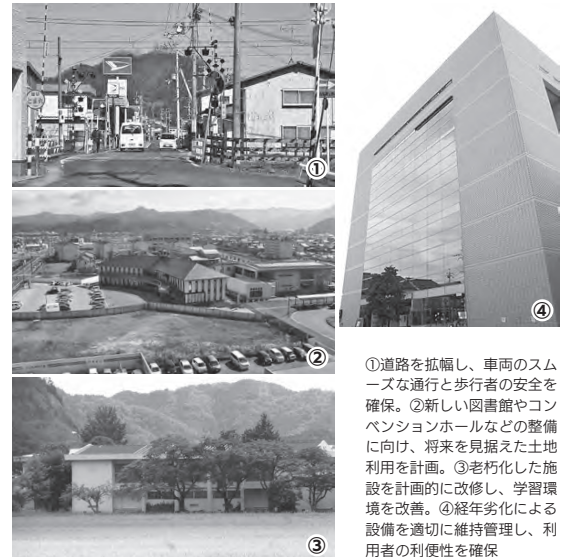 ①
②
③
④
①道路を拡幅し、車両のスム
ーズな通行と歩行者の安全を
確保。②新しい図書館やコン
ベンションホールなどの整備
に向け、将来を見据えた土地
利用を計画。③老朽化した施
設を計画的に改修し、学習環
境を改善。④経年劣化による
設備を適切に維持管理し、利
用者の利便性を確保